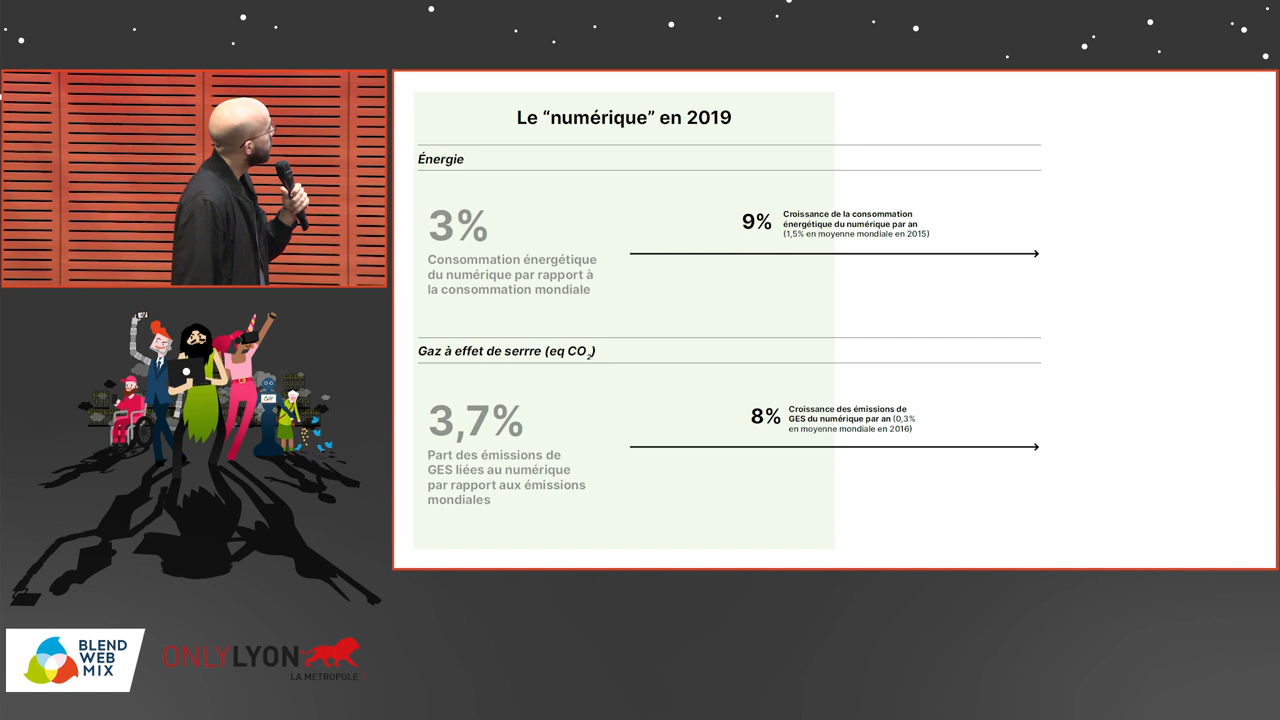 Le “numérique” en 2019
Énergie
3%
Consommation énergétique
du numérique par rapport à
la consommation mondiale
9%
Croissance de la consommation
énergétique du numérique par an
(1,5% en moyenne mondiale en 2015)
Gaz à effet de serrre (eq CO₂)
3,7%
Part des émissions de
GES liées au numérique
par rapport aux émissions
mondiales
8%
Croissance des émissions de
GES du numérique par an (0,3%
en moyenne mondiale en 2016)
BLEND
WEB
MIX
ONLYLYON
LA MÉTROPOLE